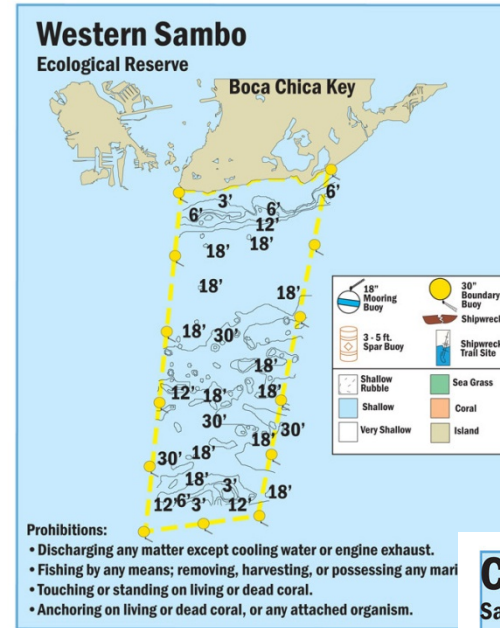 Western Sambo
Ecological Reserve
Boca Chica Key
6'
3'
6' 6'
12'
18' 18'
18'
18'
18' 30'
18'
12' 18' 18'
30' 30'
18'
30' 18'
18'
3' 18'
12' 6' 3' 12'
18"
Mooring
Buoy
30"
Boundary
Buoy
Shipwreck
3 - 5 ft.
Spar Buoy
Shipwreck
Trail Site
Shallow
Rubble
Sea Grass
Shallow
Coral
Very Shallow
Island
Prohibitions:
• Discharging any matter except cooling water or engine exhaust.
• Fishing by any means; removing, harvesting, or possessing any
• Touching or standing on living or dead coral.
• Anchoring on living or dead coral, or any attached organism.